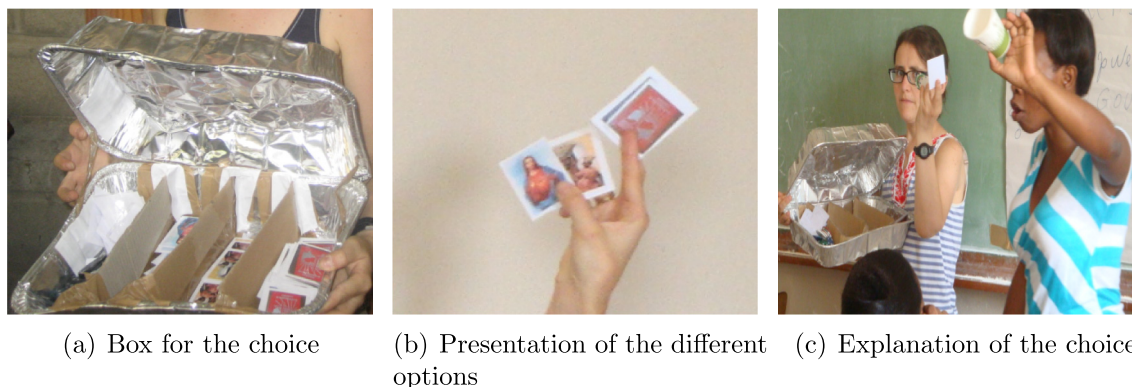 (a) Box for the choice
(b) Presentation of the different
options
(c) Explanation of the choice